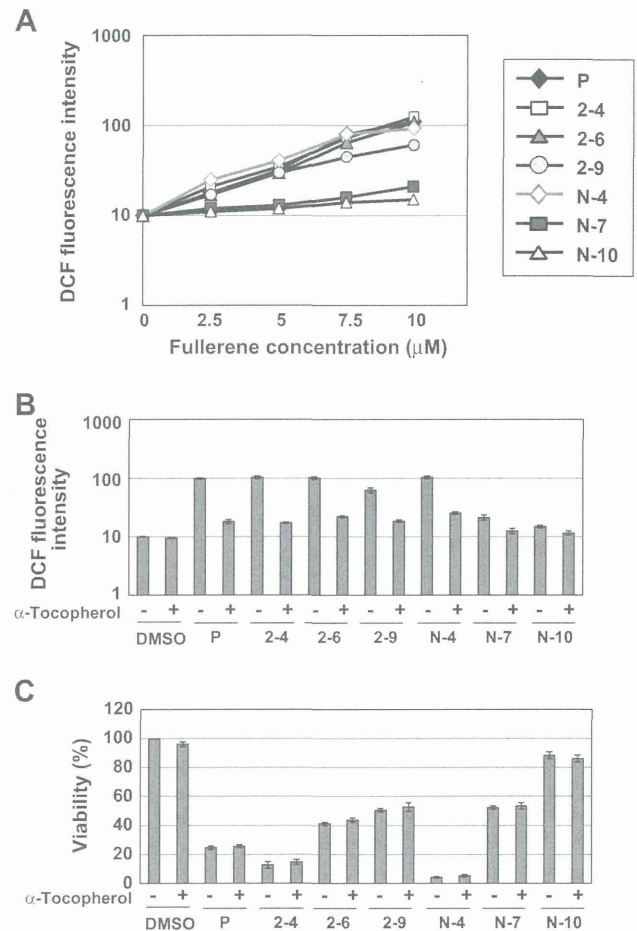 A
1000
100
10
1
DCF fluorescence intensity
0 2.5 5 7.5 10
Fullerene concentration (μM)
P
2-4
2-6
2-9
N-4
N-7
N-10
B
1000
100
10
1
DCF fluorescence
intensity
α-Tocopherol - + - + - + - + - + - + - +
DMSO P 2-4 2-6 2-9 N-4 N-7 N-10
C
120
100
80
60
40
20
0
Viability (%)
α-Tocopherol - + - + - + - + - + - + - + - +
DMSO P 2-4 2-6 2-9 N-4 N-7 N-10